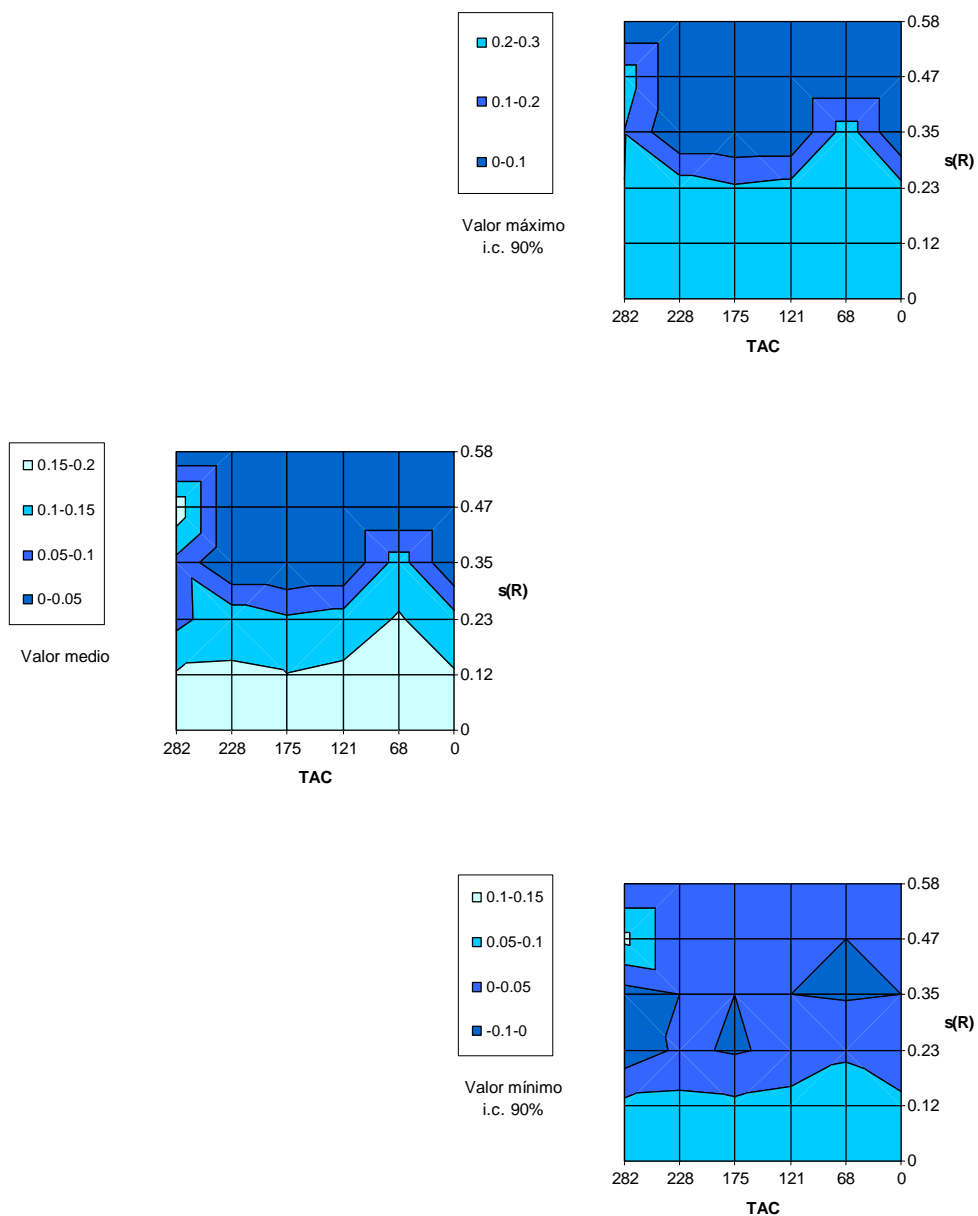 0.2-0.3
0.1-0.2
0-0.1
Valor máximo
i.c. 90%
0.58
0.47
0.35
s(R)
0.23
0.12
0
282 228 175 121 68 0
TAC
0.15-0.2
0.1-0.15
0.05-0.1
0-0.05
Valor medio
0.58
0.47
0.35
s(R)
0.23
0.12
0
282 228 175 121 68 0
TAC
0.1-0.15
0.05-0.1
0-0.05
-0.1-0
Valor mínimo
i.c. 90%
0.58
0.47
0.35
s(R)
0.23
0.12
0
282 228 175 121 68 0
TAC